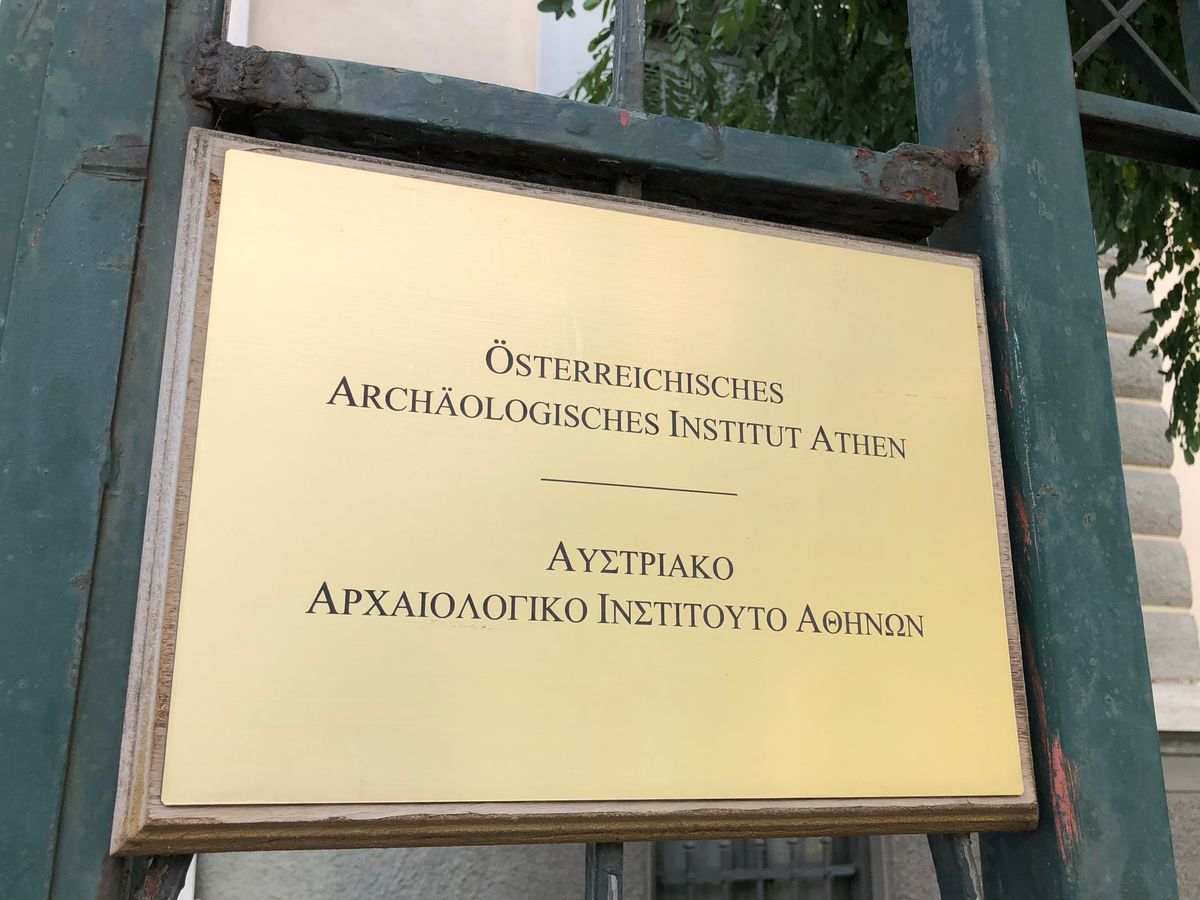 ÖSTERREICHISCHES
ARCHÄOLOGISCHES INSTITUT ATHEN
ΑΥΣΤΡΙΑΚΟ
ΑΡΧΑΙΟΛΟΓΙΚΟ ΙΝΣΤΙΤΟΥΤΟ ΑΘΗΝΩΝ